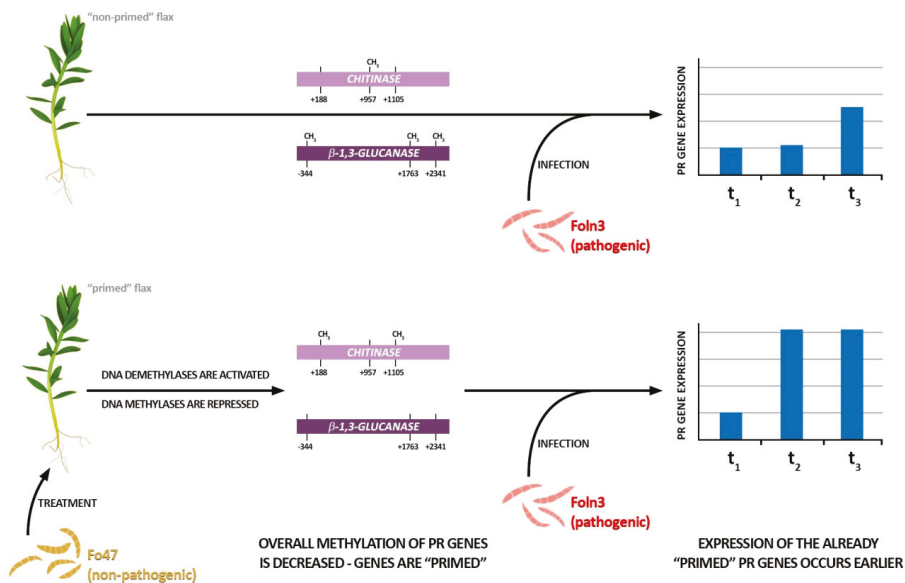 "non-primed" flax
CH3
CHITINASE
+188 +957 +1105
CH3 CH3 CH3
β-1,3-GLUCANASE
-344 +1763 +2341
INFECTION
Foln3
(pathogenic)
PR GENE EXPRESSION
t1 t2 t3
"primed" flax
DNA DEMETHYLASES ARE ACTIVATED
DNA METHYLASES ARE REPRESSED
CH3 CH3
CHITINASE
+188 +957 +1105
β-1,3-GLUCANASE
-344 +1763 +2341
INFECTION
Foln3
(pathogenic)
PR GENE EXPRESSION
t1 t2 t3
TREATMENT
Fo47
(non-pathogenic)
OVERALL METHYLATION OF PR GENES
IS DECREASED - GENES ARE "PRIMED"
EXPRESSION OF THE ALREADY
"PRIMED" PR GENES OCCURS EARLIER